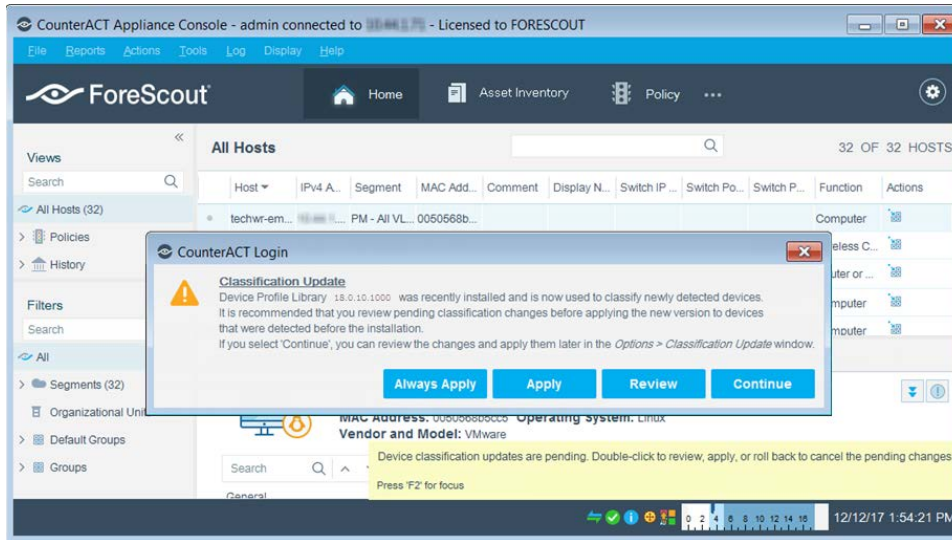 CounterACT Appliance Console - admin connected to - Licensed to FORESCOUT
File Reports Actions Tools Log Display Help
ForeScout
Home Asset Inventory Policy •••
Views
Search
All Hosts (32)
Policies
History
Filters
Search
All
Segments (32)
Organizational Unit
Default Groups
Groups
All Hosts
32 OF 32 HOSTS
Host IPv4 A... Segment MAC Add... Comment Display N... Switch IP ... Switch Po... Switch P... Function Actions
techwr-em... PM - All VL... 0050568b... Computer
eless C...
uter or ...
mputer
mputer
CounterACT Login
Classification Update
Device Profile Library 18.0.10.1000 was recently installed and is now used to classify newly detected devices.
It is recommended that you review pending classification changes before applying the new version to devices
that were detected before the installation.
If you select 'Continue', you can review the changes and apply them later in the Options > Classification Update window.
Always Apply Apply Review Continue
MAC Address: Operating System: Linux
Vendor and Model: VMware
Search
General
Device classification updates are pending. Double-click to review, apply, or roll back to cancel the pending changes
Press 'F2' for focus
0 2 4 6 8 10 12 14 16
12/12/17 1:54:21 PM